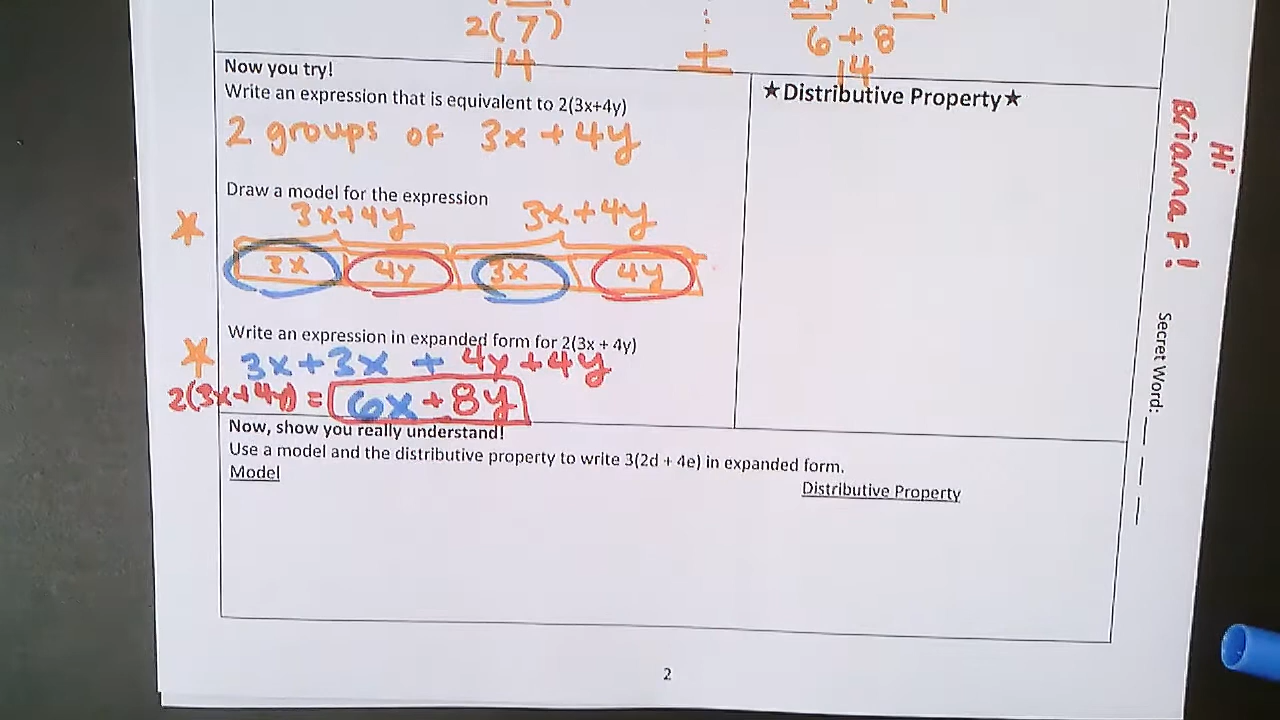 2(7)
14
±
6 + 8
14
Now you try!
Write an expression that is equivalent to 2(3x+4y)
2 groups of 3x + 4y
Draw a model for the expression
3x+4y 3x+4y
3x 4y 3x 4y
Write an expression in expanded form for 2(3x + 4y)
3x+3x + 4y+4y
2(3x+4y) = 6x+8y
★Distributive Property★
Now, show you really understand!
Use a model and the distributive property to write 3(2d + 4e) in expanded form.
Model
Distributive Property
Hi
Brianna F!
Secret Word: _ _ _ _
2